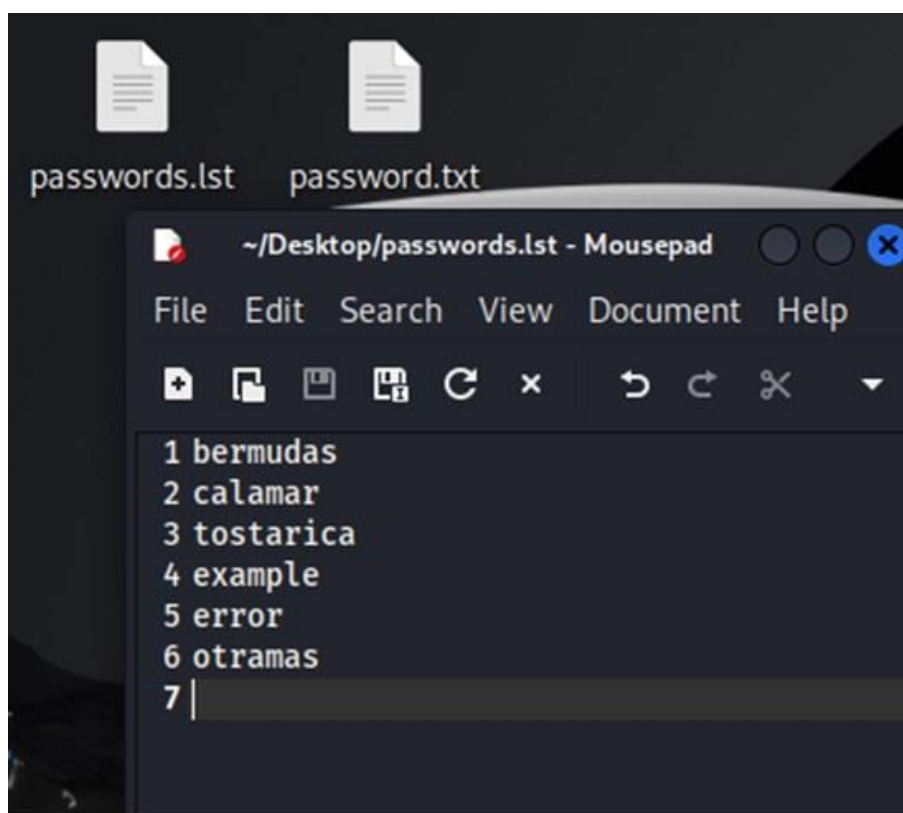 passwords.lst password.txt
~/Desktop/passwords.lst - Mousepad
File Edit Search View Document Help
1 bermudas
2 calamar
3 tostarica
4 example
5 error
6 otramas
7